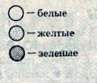 — белые
— желтые
— зеленые